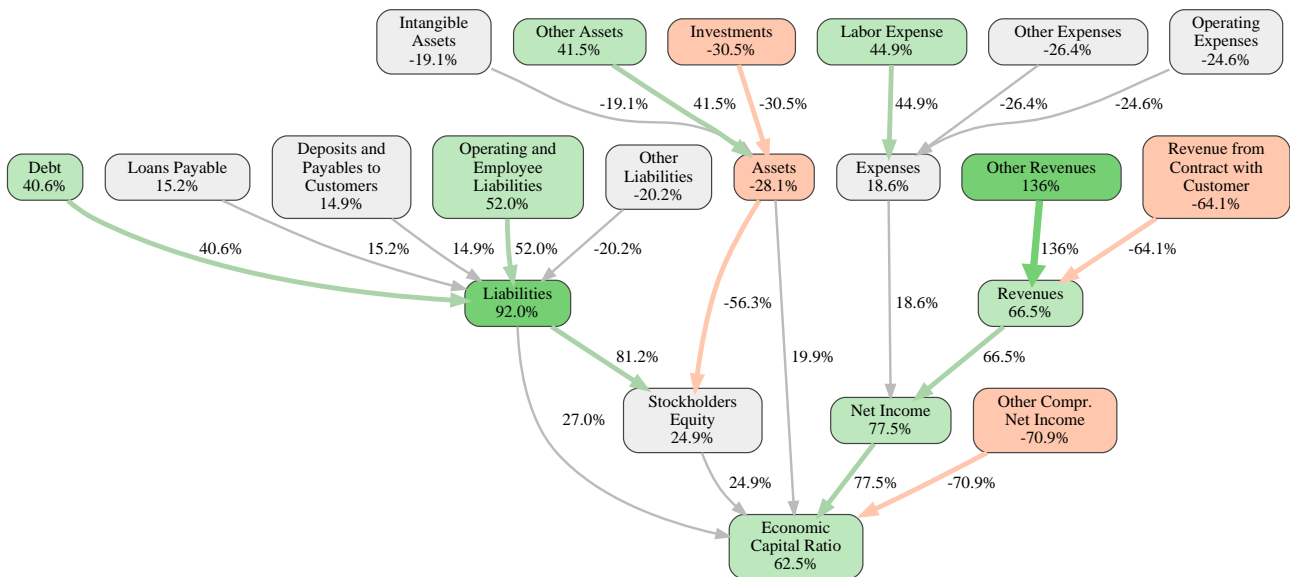 Intangible
Assets
-19.1%
Other Assets
41.5%
Investments
-30.5%
Labor Expense
44.9%
Other Expenses
-26.4%
Operating
Expenses
-24.6%
-19.1%
41.5%
-30.5%
44.9%
-26.4%
-24.6%
Debt
40.6%
Loans Payable
15.2%
Deposits and
Payables to
Customers
14.9%
Operating and
Employee
Liabilities
52.0%
Other
Liabilities
-20.2%
Assets
-28.1%
Expenses
18.6%
Other Revenues
136%
Revenue from
Contract with
Customer
-64.1%
40.6%
15.2%
14.9%
52.0%
-20.2%
136%
-64.1%
Liabilities
92.0%
-56.3%
18.6%
Revenues
66.5%
81.2%
19.9%
66.5%
27.0%
Stockholders
Equity
24.9%
Net Income
77.5%
Other Compr.
Net Income
-70.9%
24.9%
77.5%
-70.9%
Economic
Capital Ratio
62.5%